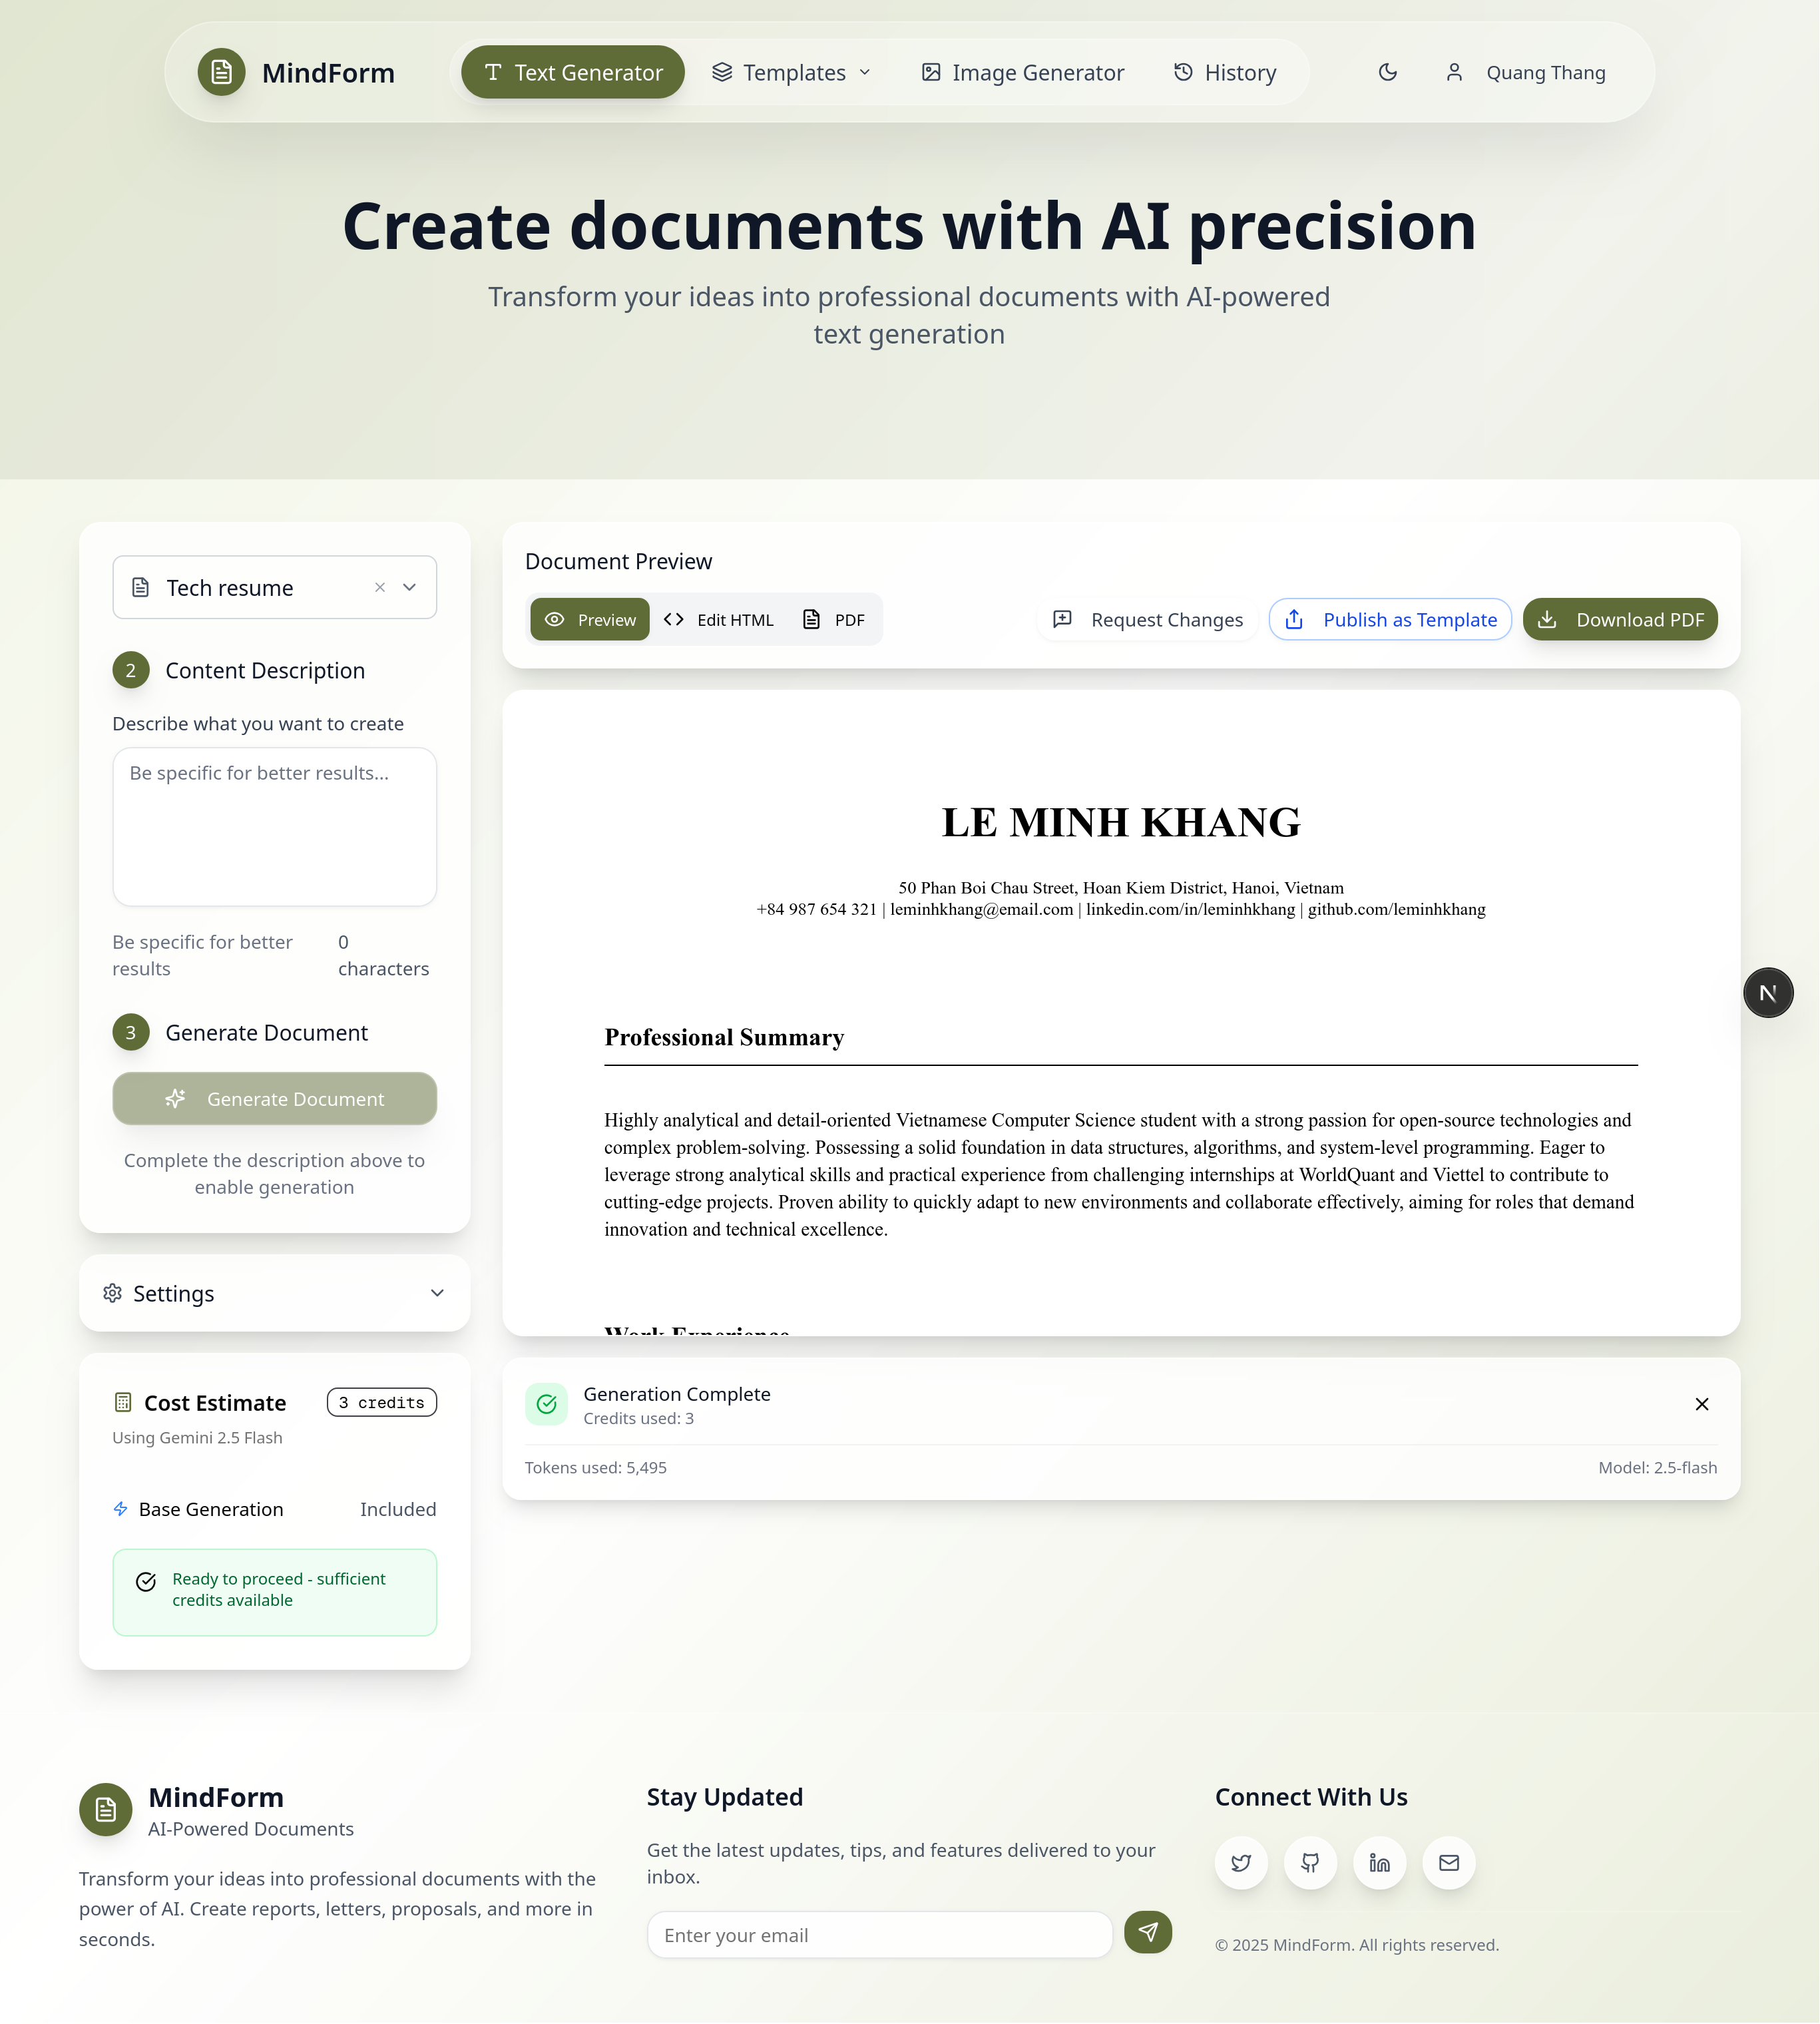 MindForm
Text Generator
Templates
Image Generator
History
Quang Thang
Create documents with AI precision
Transform your ideas into professional documents with AI-powered
text generation
Tech resume
2
Content Description
Describe what you want to create
Be specific for better results...
Be specific for better
results
0
characters
3
Generate Document
Generate Document
Complete the description above to
enable generation
Settings
Cost Estimate
3 credits
Using Gemini 2.5 Flash
Base Generation
Included
Ready to proceed - sufficient
credits available
Document Preview
Preview
Edit HTML
PDF
Request Changes
Publish as Template
Download PDF
LE MINH KHANG
50 Phan Boi Chau Street, Hoan Kiem District, Hanoi, Vietnam
+84 987 654 321 | leminhkhang@email.com | linkedin.com/in/leminhkhang | github.com/leminhkhang
Professional Summary
Highly analytical and detail-oriented Vietnamese Computer Science student with a strong passion for open-source technologies and
complex problem-solving. Possessing a solid foundation in data structures, algorithms, and system-level programming. Eager to
leverage strong analytical skills and practical experience from challenging internships at WorldQuant and Viettel to contribute to
cutting-edge projects. Proven ability to quickly adapt to new environments and collaborate effectively, aiming for roles that demand
innovation and technical excellence.
Work Experience
Generation Complete
Credits used: 3
Tokens used: 5,495
Model: 2.5-flash
N
MindForm
AI-Powered Documents
Transform your ideas into professional documents with the
power of AI. Create reports, letters, proposals, and more in
seconds.
Stay Updated
Get the latest updates, tips, and features delivered to your
inbox.
Enter your email
Connect With Us
© 2025 MindForm. All rights reserved.